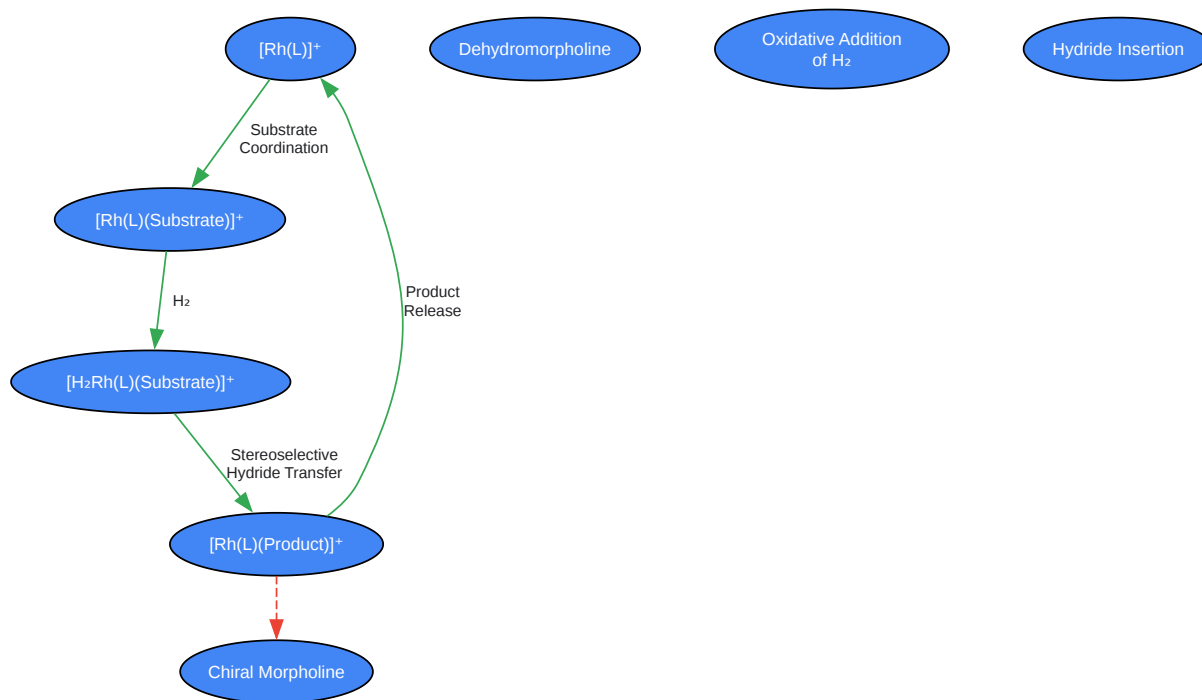 [Rh(L)]⁺
Dehydromorpholine
Oxidative Addition
of H₂
Hydride Insertion
Substrate
Coordination
[Rh(L)(Substrate)]⁺
H₂
Product
Release
[H₂Rh(L)(Substrate)]⁺
Stereoselective
Hydride Transfer
[Rh(L)(Product)]⁺
Chiral Morpholine